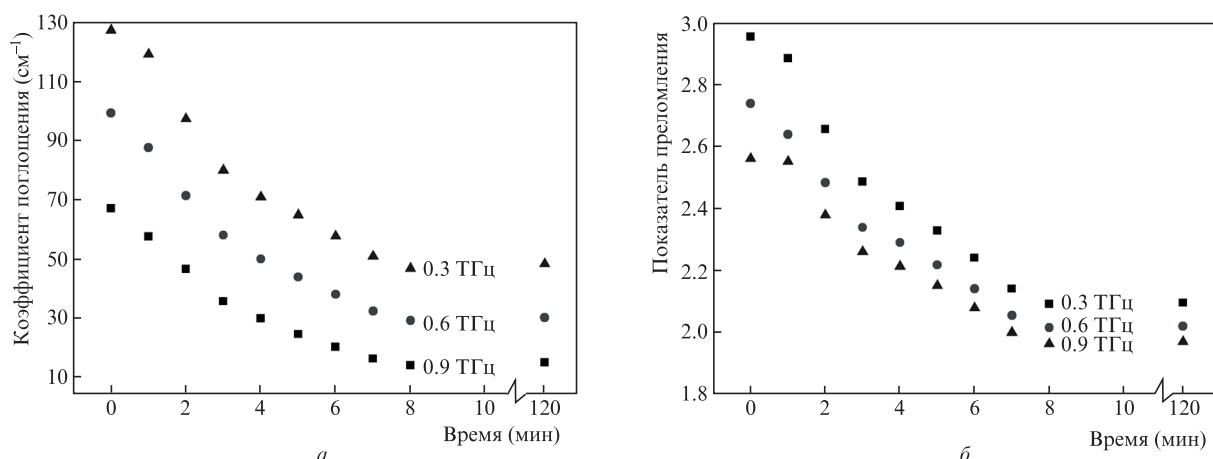 Коэффициент поглощения (см⁻¹)
130
110
90
70
50
30
10
0.3 ТГц
0.6 ТГц
0.9 ТГц
0 2 4 6 8 10 120
Время (мин)
а
Показатель преломления
3.0
2.8
2.6
2.4
2.2
2.0
1.8
0.3 ТГц
0.6 ТГц
0.9 ТГц
0 2 4 6 8 10 120
Время (мин)
б